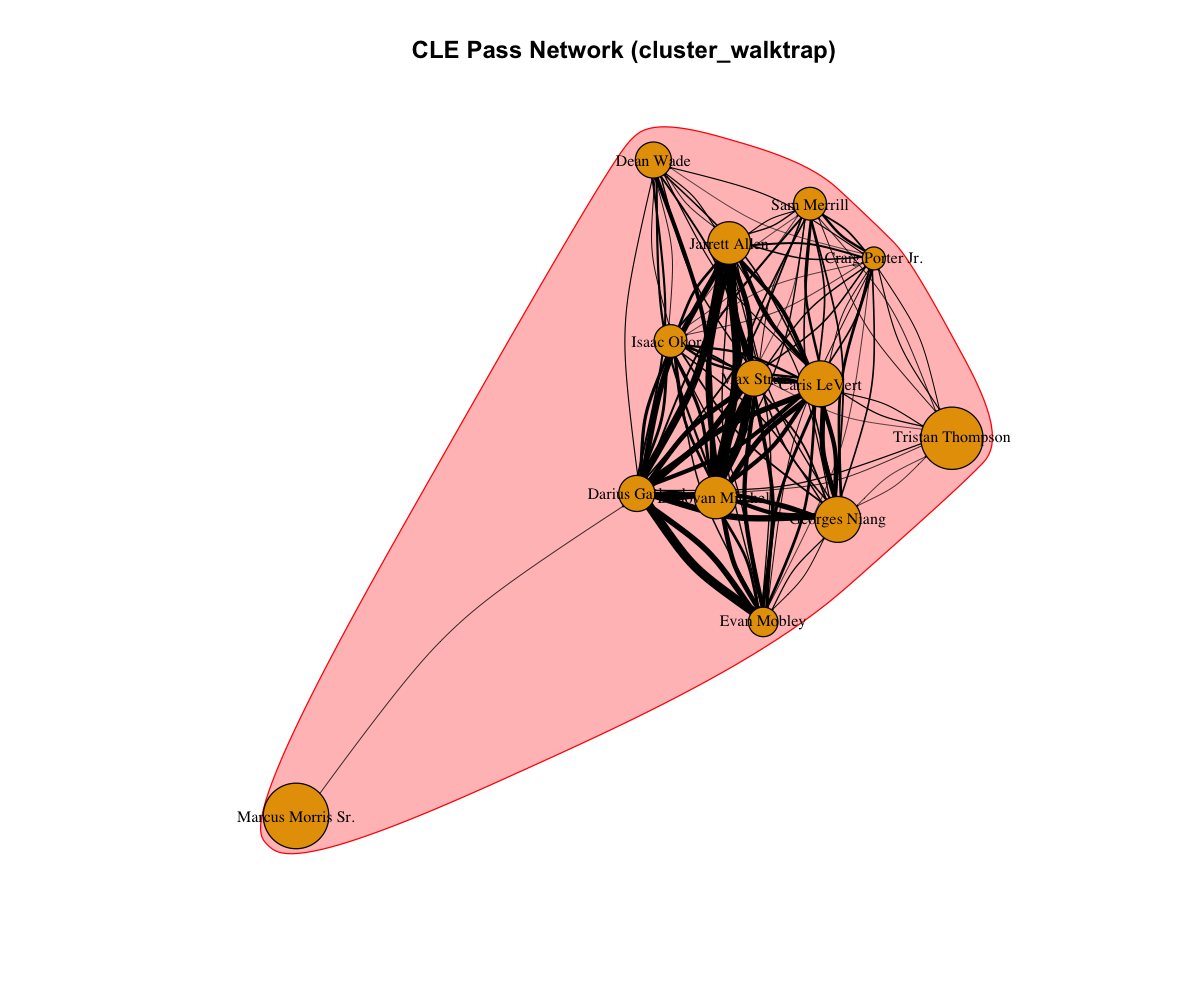 CLE Pass Network (cluster_walktrap)
Dean Wade
Sam Merrill
Jarrett Allen
Craig Porter Jr.
Isaac Okoro
Max Strus
Caris LeVert
Tristan Thompson
Darius Garland
Donovan Mitchell
Georges Niang
Evan Mobley
Marcus Morris Sr.